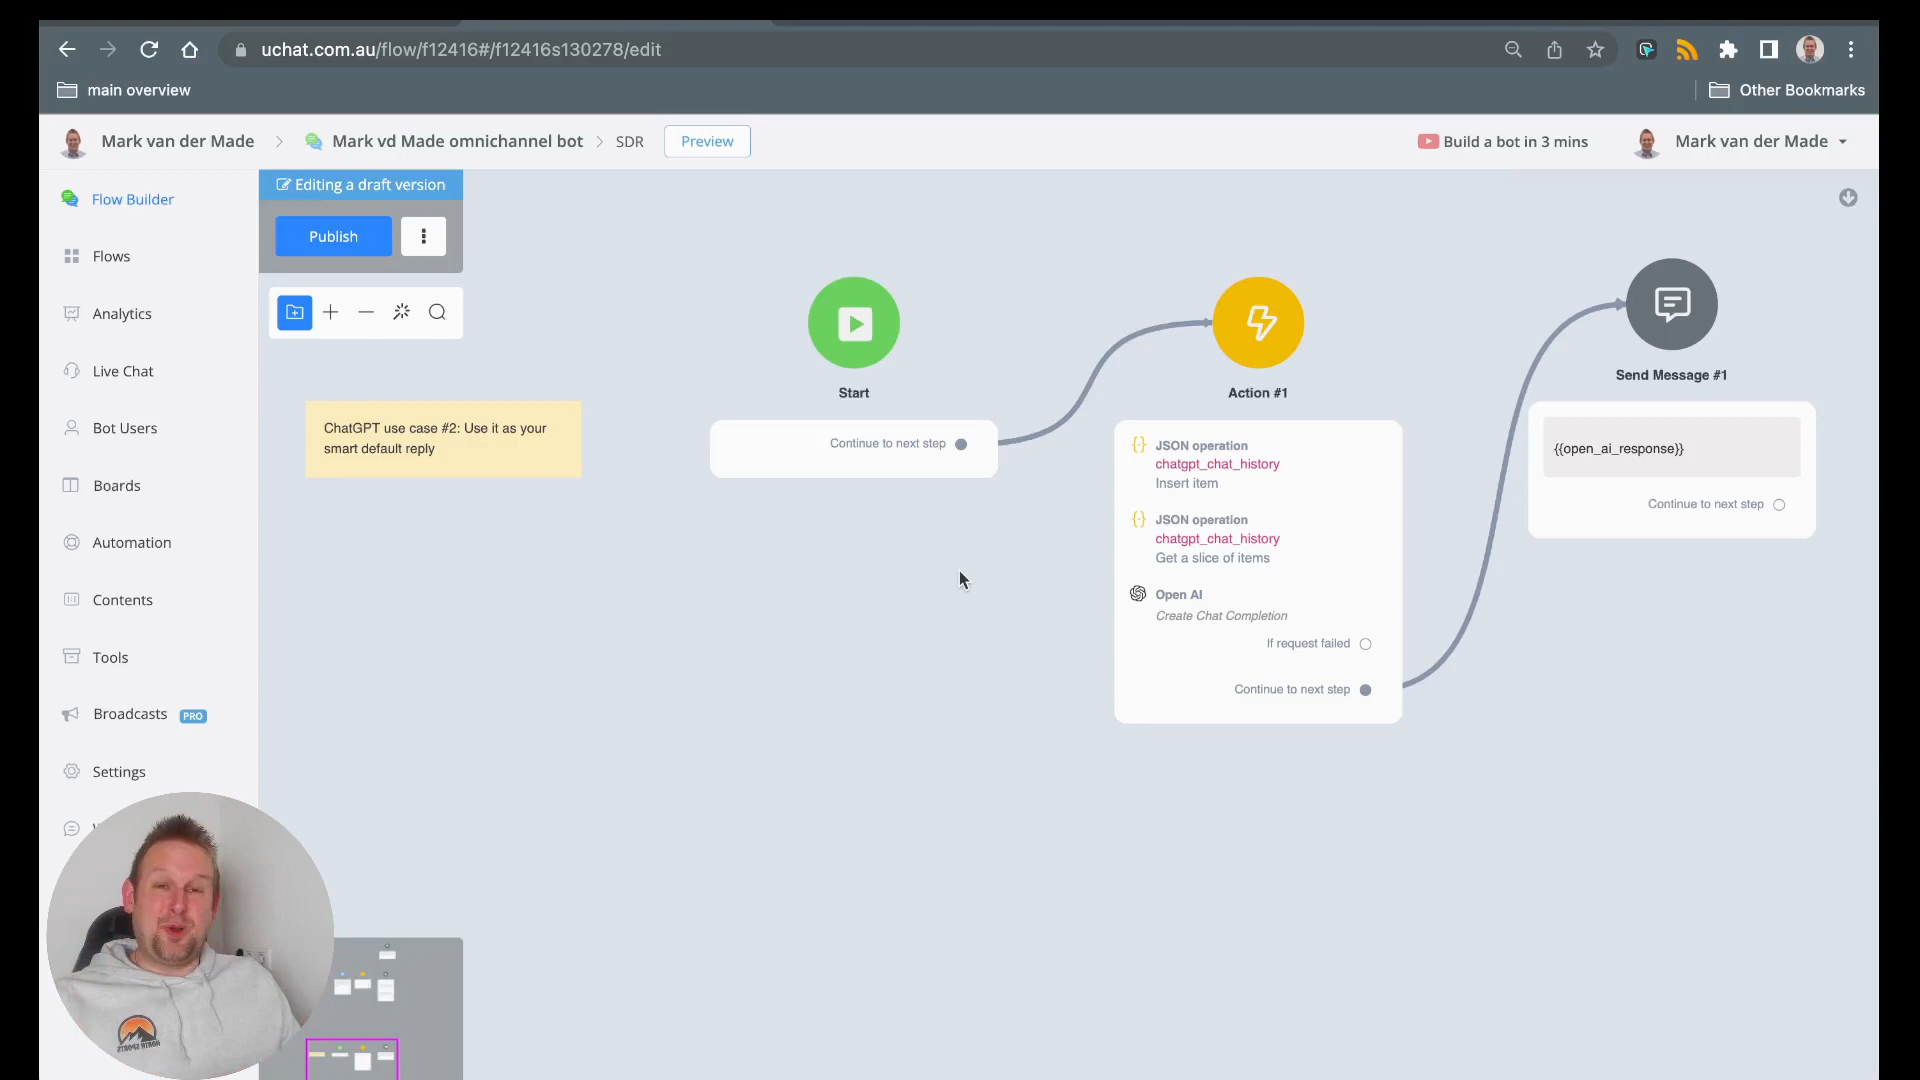 uchat.com.au/flow/f12416#/f12416s130278/edit
main overview
Other Bookmarks
Mark van der Made
Mark vd Made omnichannel bot
SDR
Preview
Build a bot in 3 mins
Mark van der Made
Flow Builder
Flows
Analytics
Live Chat
Bot Users
Boards
Automation
Contents
Tools
Broadcasts PRO
Settings
Editing a draft version
Publish
ChatGPT use case #2: Use it as your
smart default reply
Start
Continue to next step
Action #1
JSON operation
chatgpt_chat_history
Insert item
JSON operation
chatgpt_chat_history
Get a slice of items
Open AI
Create Chat Completion
If request failed
Continue to next step
Send Message #1
{{open_ai_response}}
Continue to next step